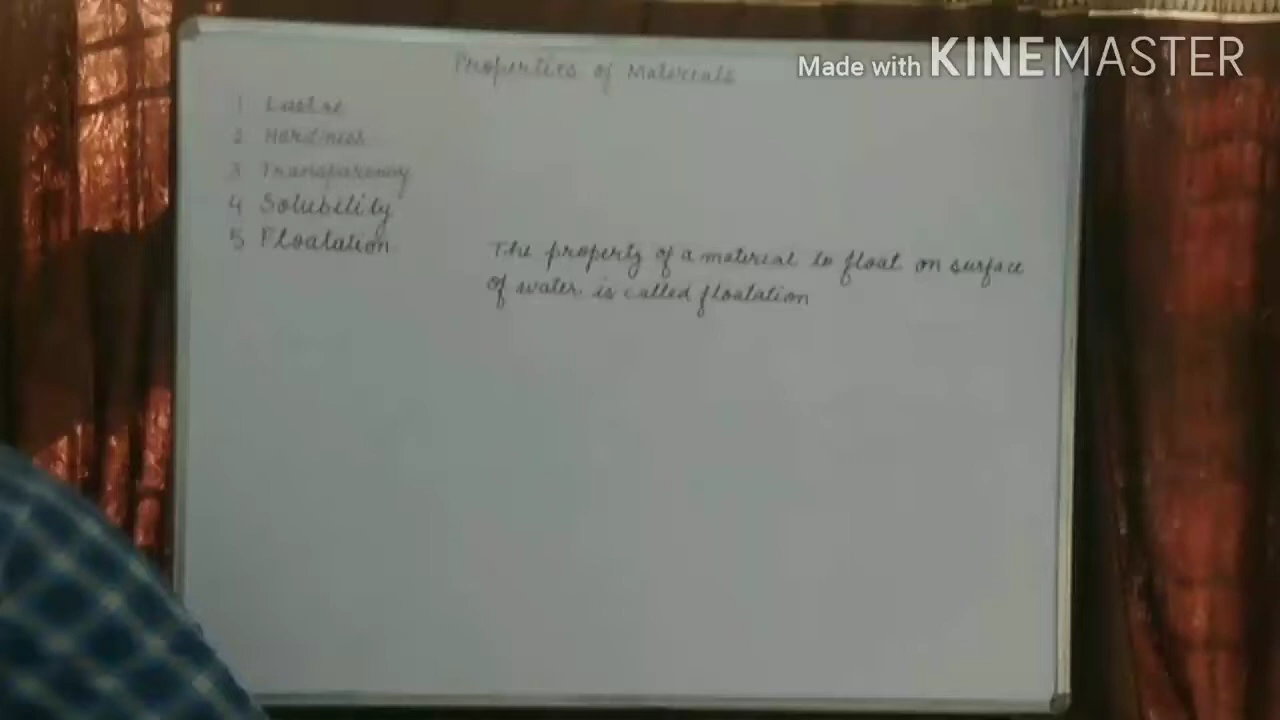 Made with KINEMASTER
Properties of Materials
1 Lustre
2 Hardness
3 Transparency
4 Solubility
5 Floatation
The property of a material to float on surface
of water is called floatation